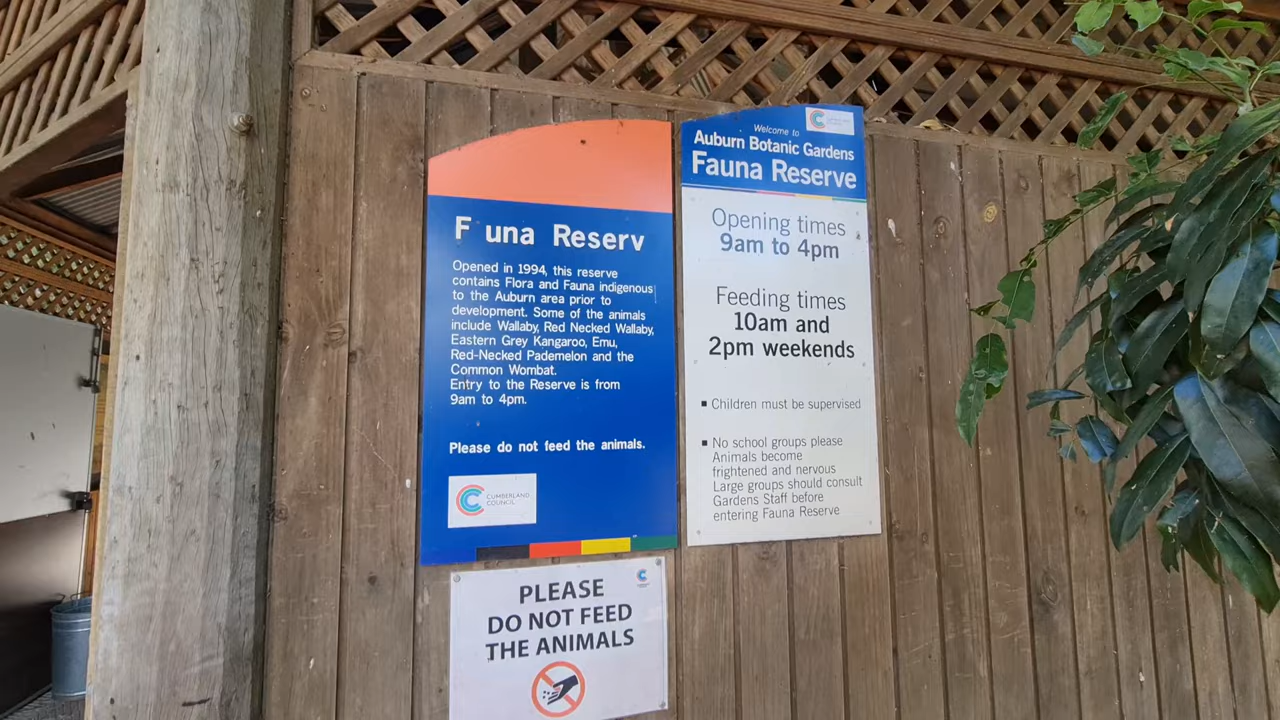 F una Reserv
Opened in 1994, this reserve
contains Flora and Fauna indigenous
to the Auburn area prior to
development. Some of the animals
include Wallaby, Red Necked Wallaby,
Eastern Grey Kangaroo, Emu,
Red-Necked Pademelon and the
Common Wombat.
Entry to the Reserve is from
9am to 4pm.
Please do not feed the animals.
CUMBERLAND
COUNCIL
PLEASE
DO NOT FEED
THE ANIMALS
Welcome to
Auburn Botanic Gardens
Fauna Reserve
Opening times
9am to 4pm
Feeding times
10am and
2pm weekends
▪ Children must be supervised
▪ No school groups please
Animals become
frightened and nervous
Large groups should consult
Gardens Staff before
entering Fauna Reserve